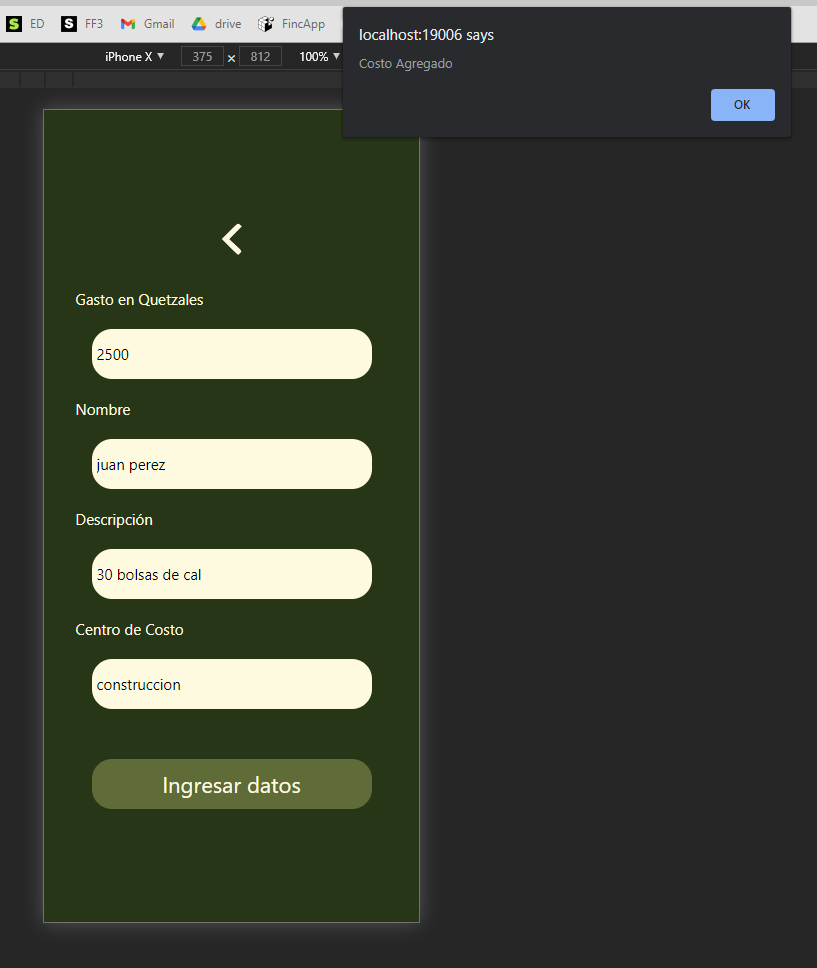 ED FF3 Gmail drive FincApp
iPhone X ▼ 375 × 812 100% ▼
localhost:19006 says
Costo Agregado
OK
Gasto en Quetzales
2500
Nombre
juan perez
Descripción
30 bolsas de cal
Centro de Costo
construccion
Ingresar datos